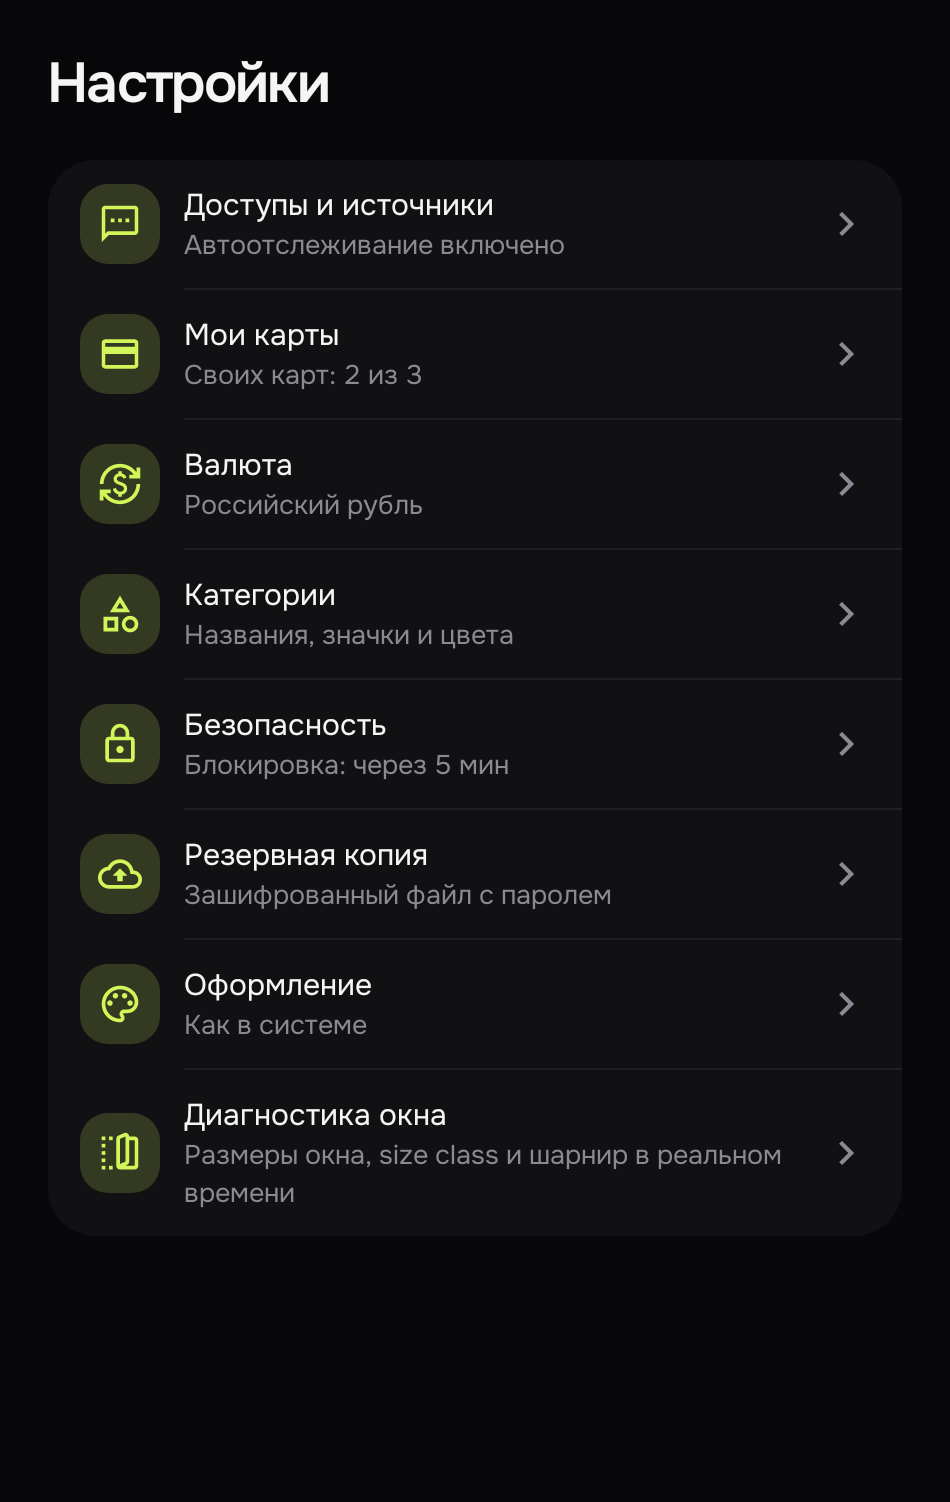 Настройки
Доступы и источники
Автоотслеживание включено
Мои карты
Своих карт: 2 из 3
Валюта
Российский рубль
Категории
Названия, значки и цвета
Безопасность
Блокировка: через 5 мин
Резервная копия
Зашифрованный файл с паролем
Оформление
Как в системе
Диагностика окна
Размеры окна, size class и шарнир в реальном
времени